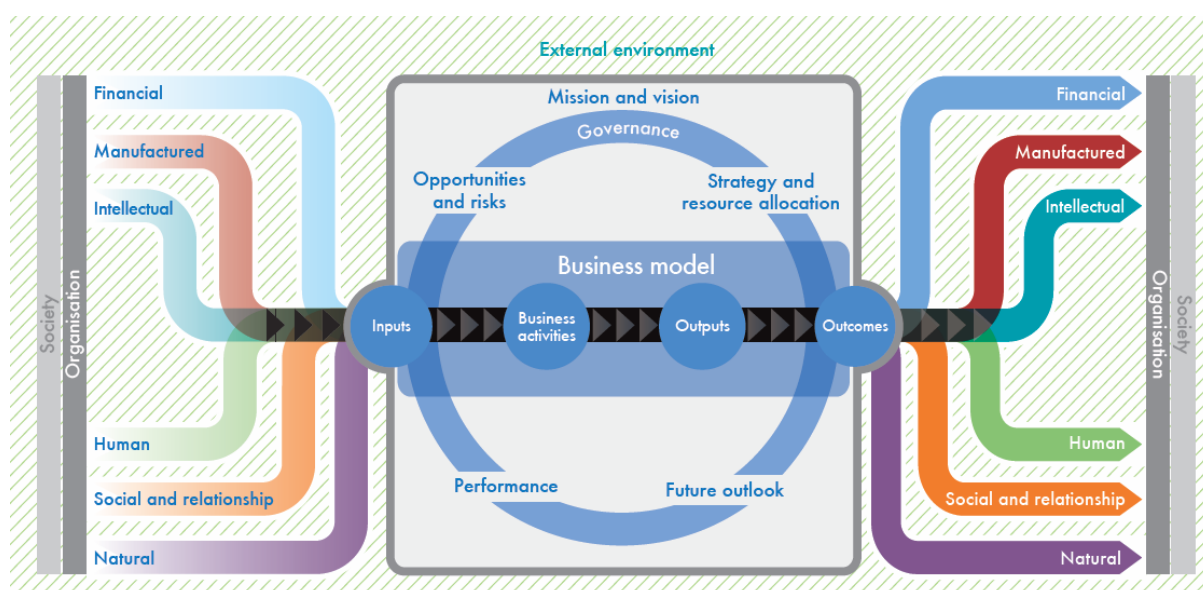 External environment
Society
Organisation
Financial
Manufactured
Intellectual
Human
Social and relationship
Natural
Mission and vision
Governance
Opportunities
and risks
Strategy and
resource allocation
Business model
Inputs
Business
activities
Outputs
Outcomes
Performance
Future outlook
Financial
Manufactured
Intellectual
Human
Social and relationship
Natural
Organisation
Society